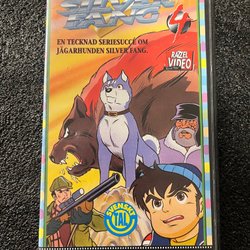 SILVER
FANG
4
EN TECKNAD SERIESUCCÉ OM
JÄGARHUNDEN SILVER FANG.
RAZZEL
VIDEO
SVENSKT
TAL